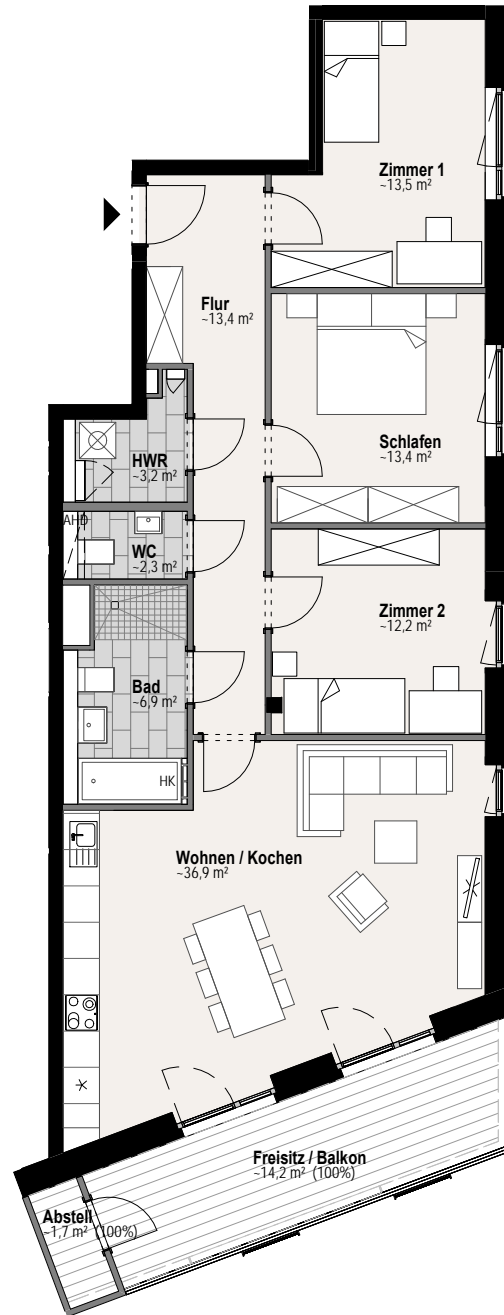 Zimmer 1
~13,5 m²
Flur
~13,4 m²
Schlafen
~13,4 m²
HWR
~3,2 m²
AHD
WC
~2,3 m²
Zimmer 2
~12,2 m²
Bad
~6,9 m²
HK
Wohnen / Kochen
~36,9 m²
Freisitz / Balkon
~14,2 m² (100%)
Abstell
~1,7 m² (100%)